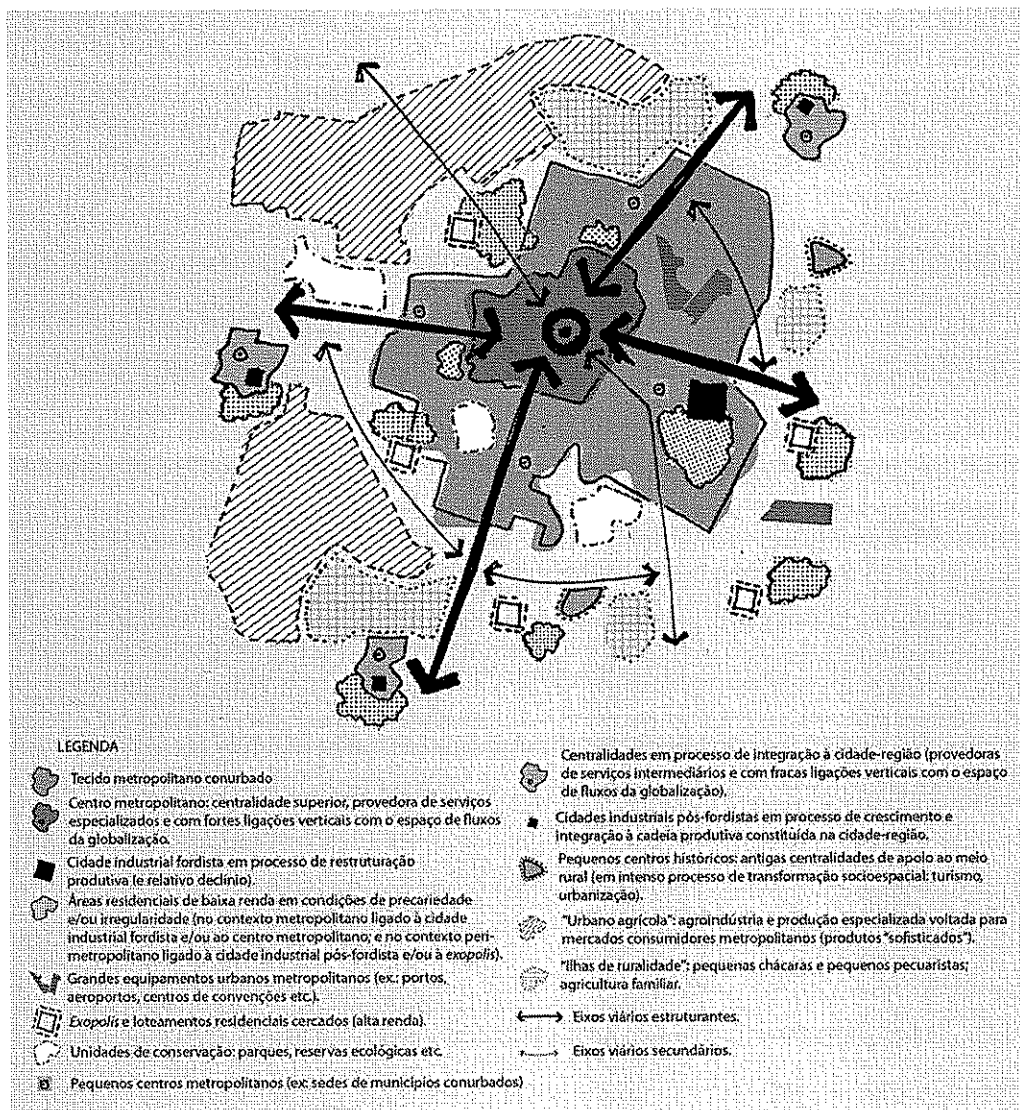 LEGENDA
Tecido metropolitano conurbado
Centro metropolitano: centralidade superior, provedora de serviços
especializados e com fortes ligações verticais com o espaço de fluxos
da globalização.
Cidade industrial fordista em processo de restruturação
produtiva (e relativo declínio).
Áreas residenciais de baixa renda em condições de precariedade
e/ou irregularidade (no contexto metropolitano ligado à cidade
industrial fordista e/ou ao centro metropolitano; e no contexto peri-
metropolitano ligado à cidade industrial pós-fordista e/ou à exopolis).
Grandes equipamentos urbanos metropolitanos (ex.: portos,
aeroportos, centros de convenções etc.).
Exopolis e loteamentos residenciais cercados (alta renda).
Unidades de conservação: parques, reservas ecológicas etc.
Pequenos centros metropolitanos (ex: sedes de municípios conurbados)
Centralidades em processo de integração à cidade-região (provedoras
de serviços intermediários e com fracas ligações verticais com o espaço
de fluxos da globalização).
Cidades industriais pós-fordistas em processo de crescimento e
integração à cadeia produtiva constituída na cidade-região.
Pequenos centros históricos: antigas centralidades de apoio ao meio
rural (em intenso processo de transformação socioespacial: turismo,
urbanização).
"Urbano agrícola": agroindústria e produção especializada voltada para
mercados consumidores metropolitanos (produtos "sofisticados").
"Ilhas de ruralidade": pequenas chácaras e pequenos pecuaristas;
agricultura familiar.
Eixos viários estruturantes.
Eixos viários secundários.